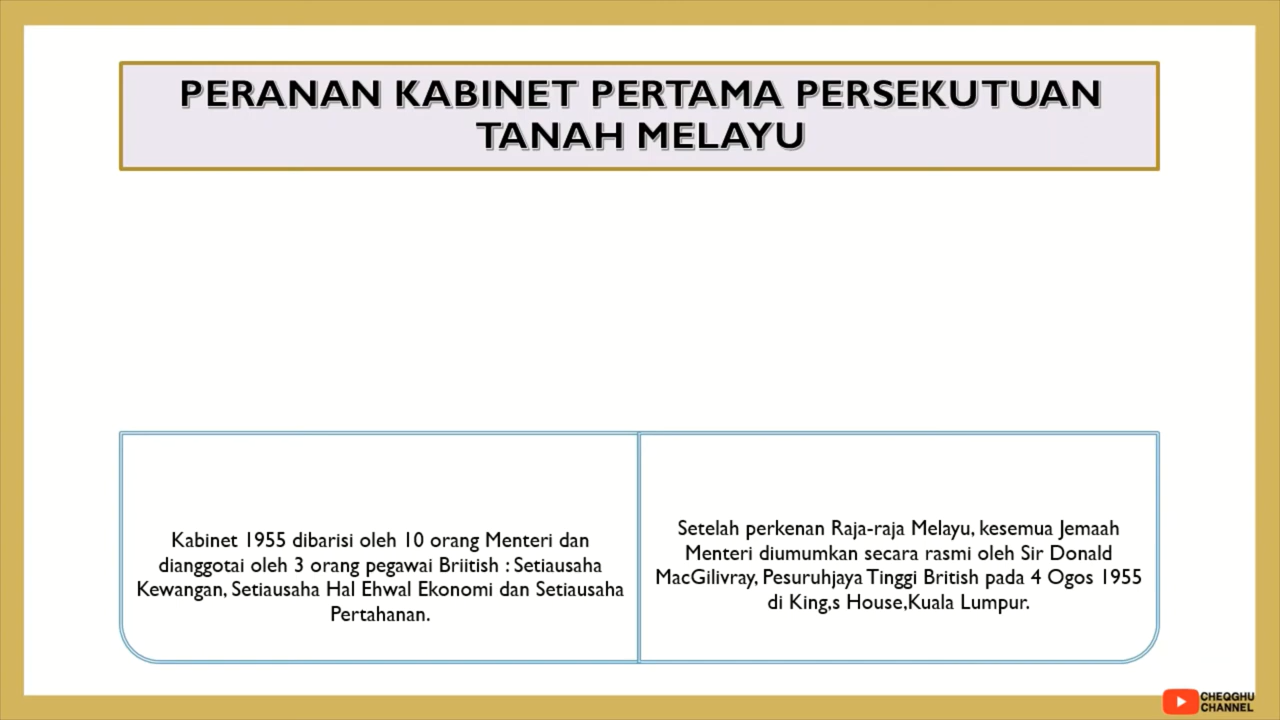 PERANAN KABINET PERTAMA PERSEKUTUAN
TANAH MELAYU
Kabinet 1955 dibarisi oleh 10 orang Menteri dan
dianggotai oleh 3 orang pegawai Briitish : Setiausaha
Kewangan, Setiausaha Hal Ehwal Ekonomi dan Setiausaha
Pertahanan.
Setelah perkenan Raja-raja Melayu, kesemua Jemaah
Menteri diumumkan secara rasmi oleh Sir Donald
MacGilivray, Pesuruhjaya Tinggi British pada 4 Ogos 1955
di King,s House,Kuala Lumpur.
CHEQGHU
CHANNEL